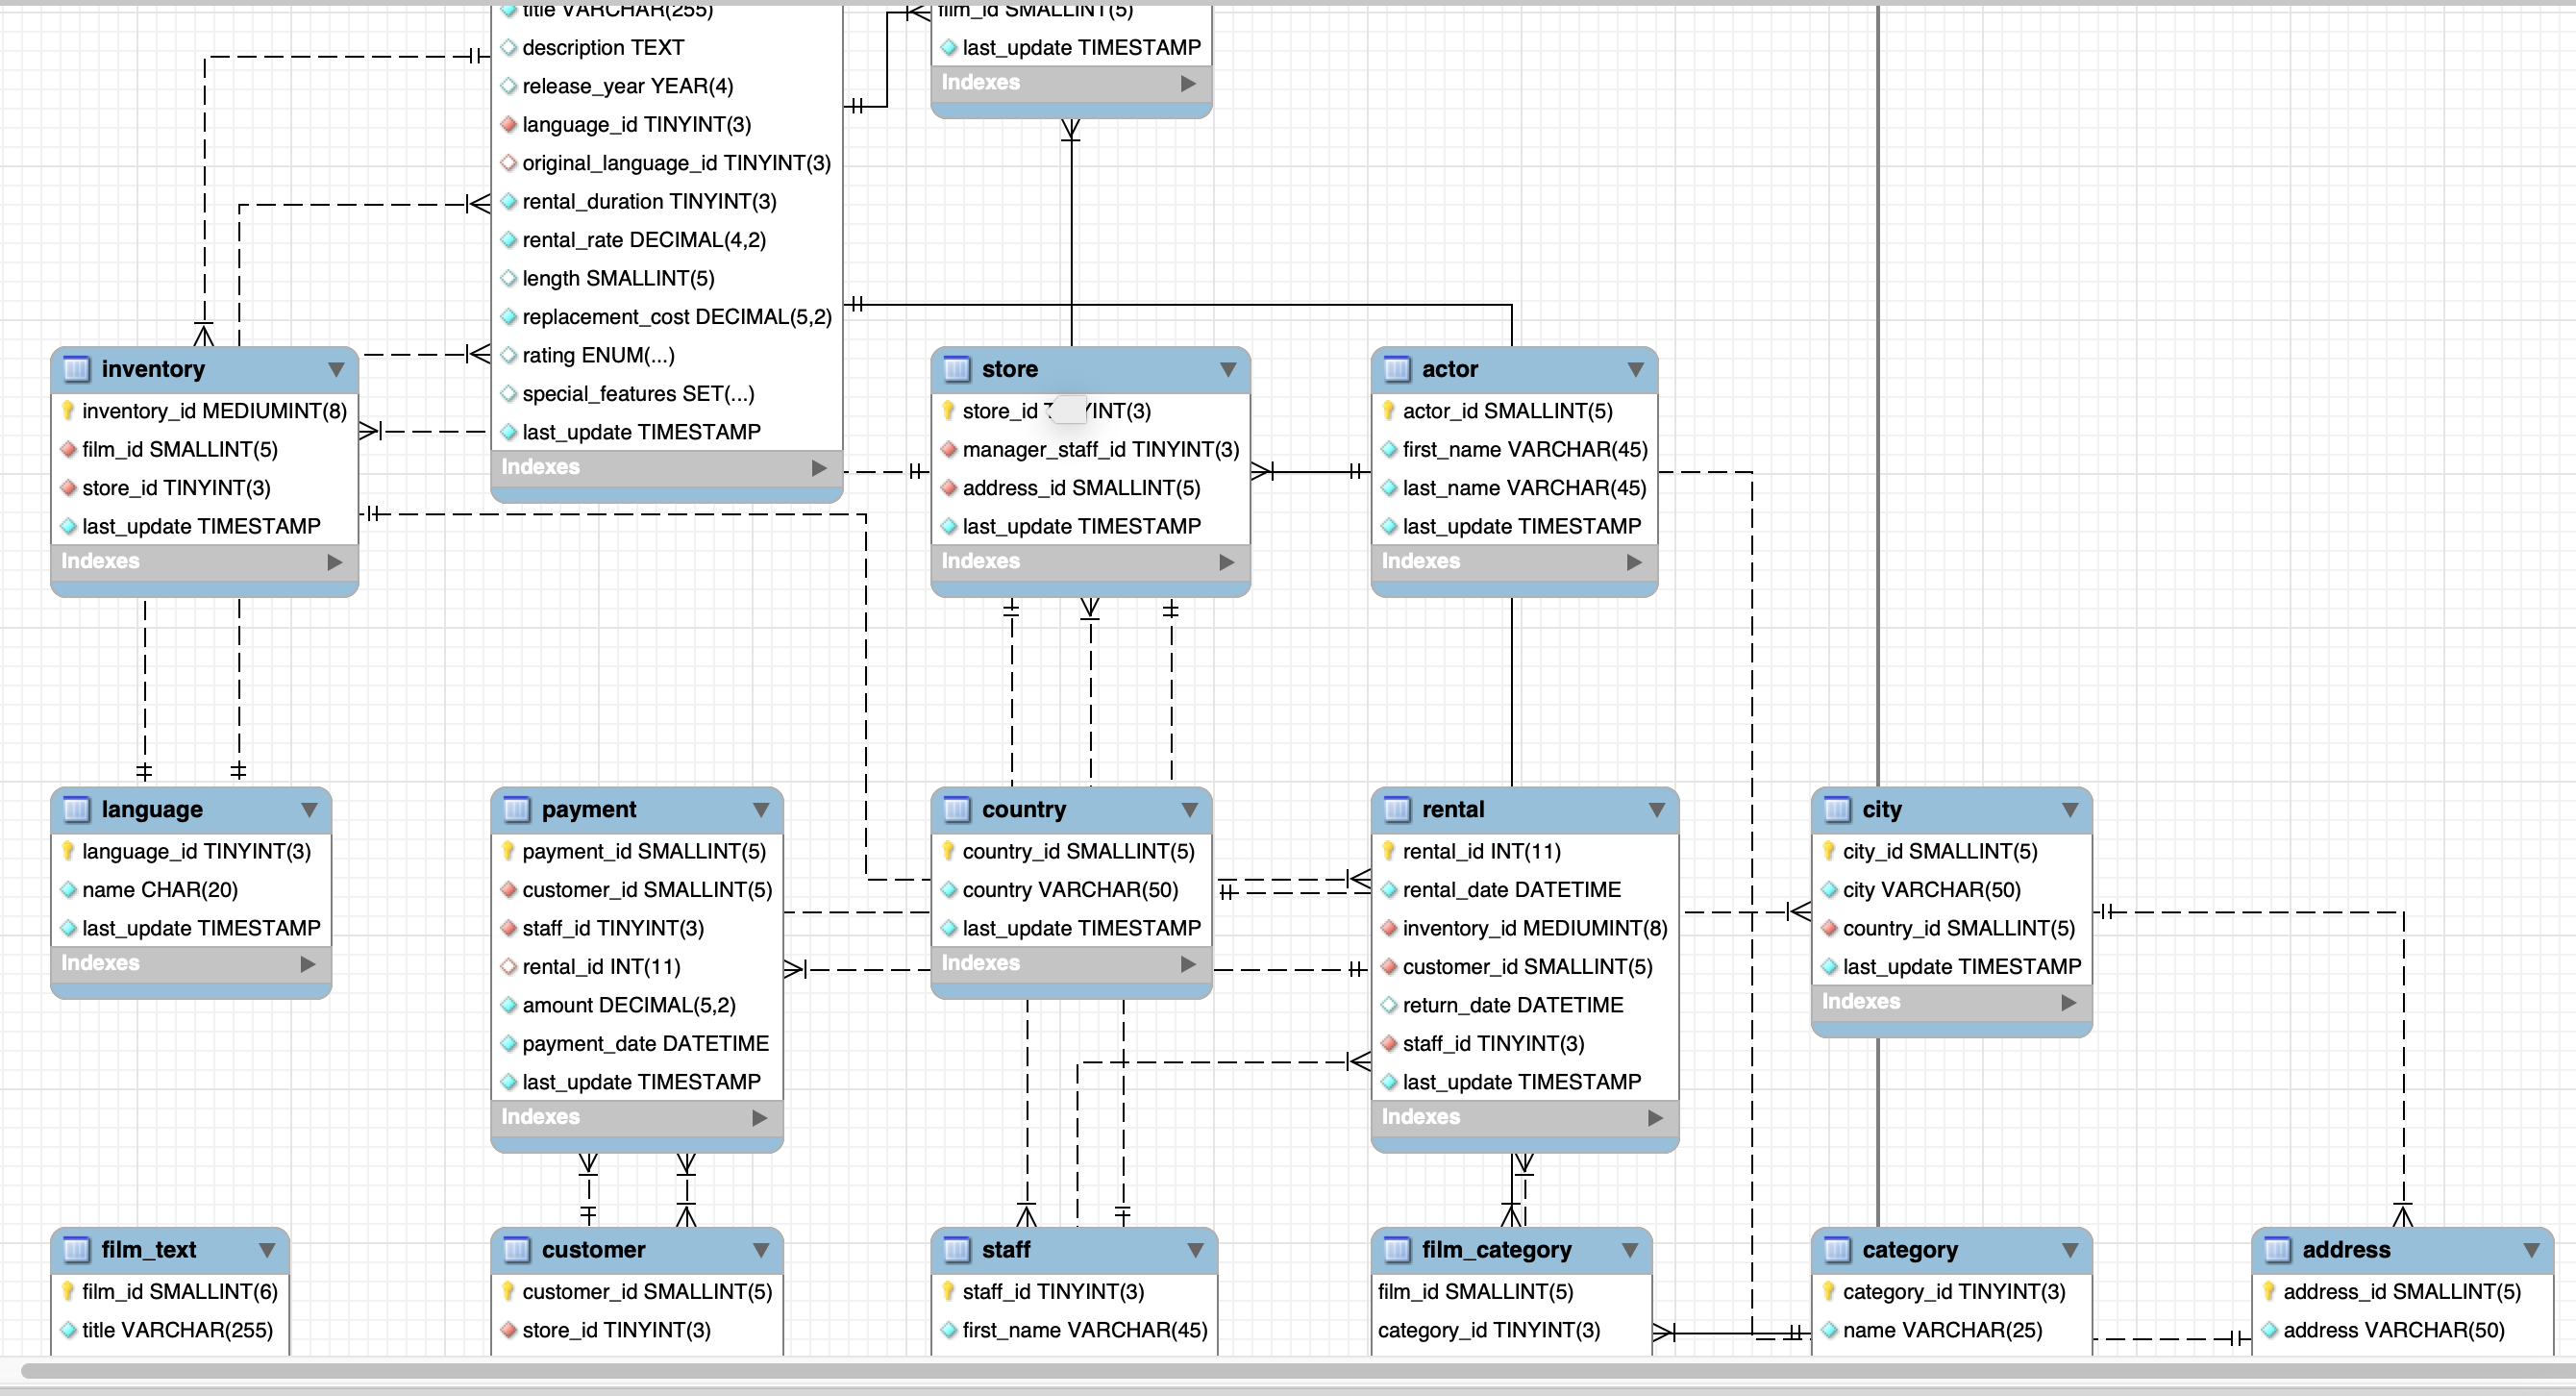 title VARCHAR(255)
description TEXT
release_year YEAR(4)
language_id TINYINT(3)
original_language_id TINYINT(3)
rental_duration TINYINT(3)
rental_rate DECIMAL(4,2)
length SMALLINT(5)
replacement_cost DECIMAL(5,2)
rating ENUM(...)
special_features SET(...)
last_update TIMESTAMP
Indexes
film_id SMALLINT(5)
last_update TIMESTAMP
Indexes
inventory
inventory_id MEDIUMINT(8)
film_id SMALLINT(5)
store_id TINYINT(3)
last_update TIMESTAMP
Indexes
store
store_id YINT(3)
manager_staff_id TINYINT(3)
address_id SMALLINT(5)
last_update TIMESTAMP
Indexes
actor
actor_id SMALLINT(5)
first_name VARCHAR(45)
last_name VARCHAR(45)
last_update TIMESTAMP
Indexes
language
language_id TINYINT(3)
name CHAR(20)
last_update TIMESTAMP
Indexes
payment
payment_id SMALLINT(5)
customer_id SMALLINT(5)
staff_id TINYINT(3)
rental_id INT(11)
amount DECIMAL(5,2)
payment_date DATETIME
last_update TIMESTAMP
Indexes
country
country_id SMALLINT(5)
country VARCHAR(50)
last_update TIMESTAMP
Indexes
rental
rental_id INT(11)
rental_date DATETIME
inventory_id MEDIUMINT(8)
customer_id SMALLINT(5)
return_date DATETIME
staff_id TINYINT(3)
last_update TIMESTAMP
Indexes
city
city_id SMALLINT(5)
city VARCHAR(50)
country_id SMALLINT(5)
last_update TIMESTAMP
Indexes
film_text
film_id SMALLINT(6)
title VARCHAR(255)
customer
customer_id SMALLINT(5)
store_id TINYINT(3)
staff
staff_id TINYINT(3)
first_name VARCHAR(45)
film_category
film_id SMALLINT(5)
category_id TINYINT(3)
category
category_id TINYINT(3)
name VARCHAR(25)
address
address_id SMALLINT(5)
address VARCHAR(50)